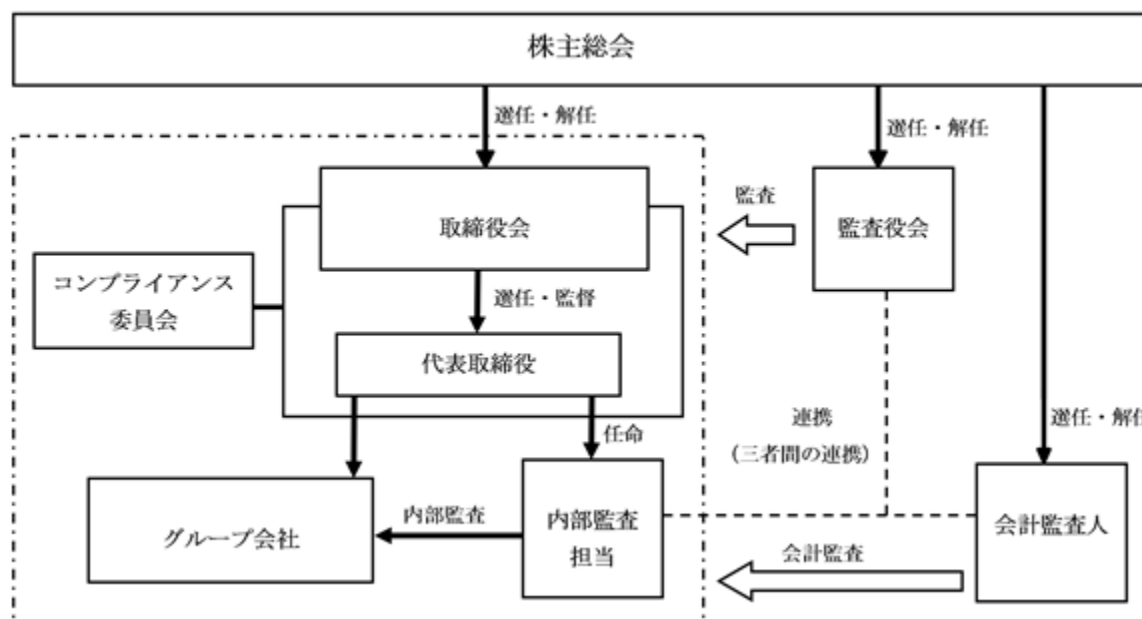 株主総会
選任・解任
選任・解任
取締役会
監査
監査役会
コンプライアンス
委員会
選任・監督
代表取締役
任命
連携
（三者間の連携）
選任・解任
グループ会社
内部監査
内部監査
担当
会計監査人
会計監査